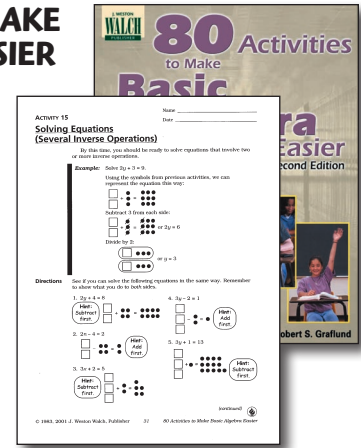 AKE
SIER
J. WESTON
WALCH
PUBLISHER
80 Activities
to Make
Basic
ra
Easier
econd Edition
obert S. Graflund
ACTIVITY 15
Name
Date
Solving Equations
(Several Inverse Operations)
By this time, you should be ready to solve equations that involve two
or more inverse operations.
Example: Solve 2y + 3 = 9.
Using the symbols from previous activities, we can
represent the equation this way:
+ =
Subtract 3 from each side:
+ = or 2y = 6
Divide by 2:
or y = 3
Directions See if you can solve the following equations in the same way. Remember
to show what you do to both sides.
1. 2y + 4 = 8
Hint:
Subtract
first.
+ =
2. 2n – 4 = 2
– =
Hint:
Add
first.
3. 3x + 2 = 5
Hint:
Subtract
first.
+ =
4. 3y – 2 = 1
Hint:
Add
first.
– =
5. 3y + 1 = 13
+ =
Hint:
Subtract
first.
(continued)
© 1983, 2001 J. Weston Walch, Publisher 31 80 Activities to Make Basic Algebra Easier